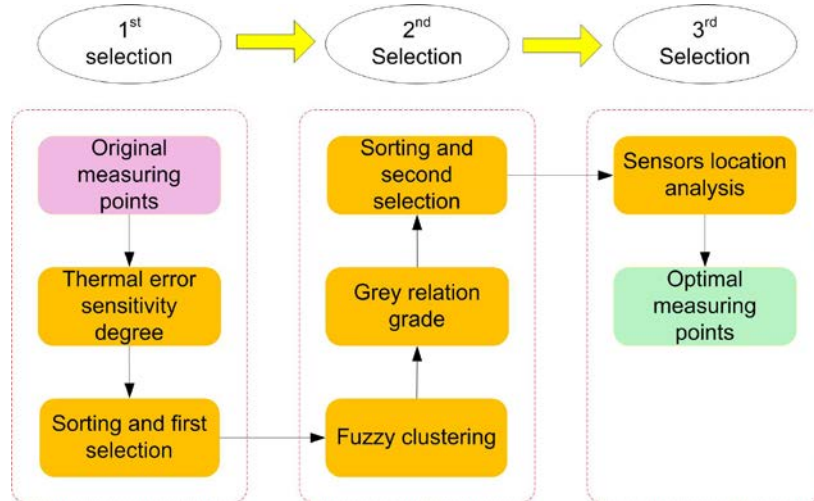 1st
selection
2nd
Selection
3rd
Selection
Original
measuring
points
Thermal error
sensitivity
degree
Sorting and first
selection
Sorting and
second
selection
Grey relation
grade
Fuzzy clustering
Sensors location
analysis
Optimal
measuring
points